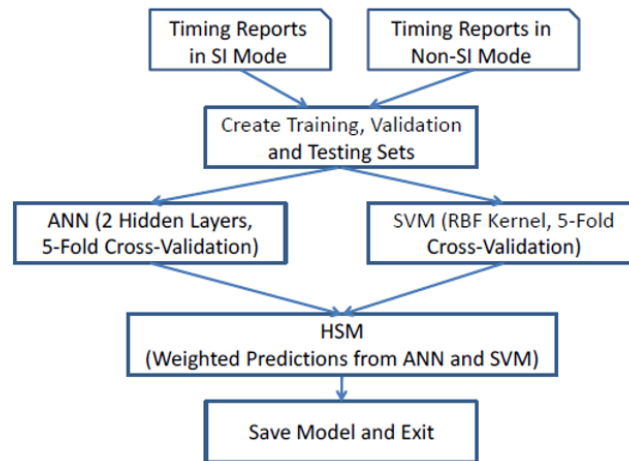 Timing Reports
in SI Mode
Timing Reports in
Non-SI Mode
Create Training, Validation
and Testing Sets
ANN (2 Hidden Layers,
5-Fold Cross-Validation)
SVM (RBF Kernel, 5-Fold
Cross-Validation)
HSM
(Weighted Predictions from ANN and SVM)
Save Model and Exit